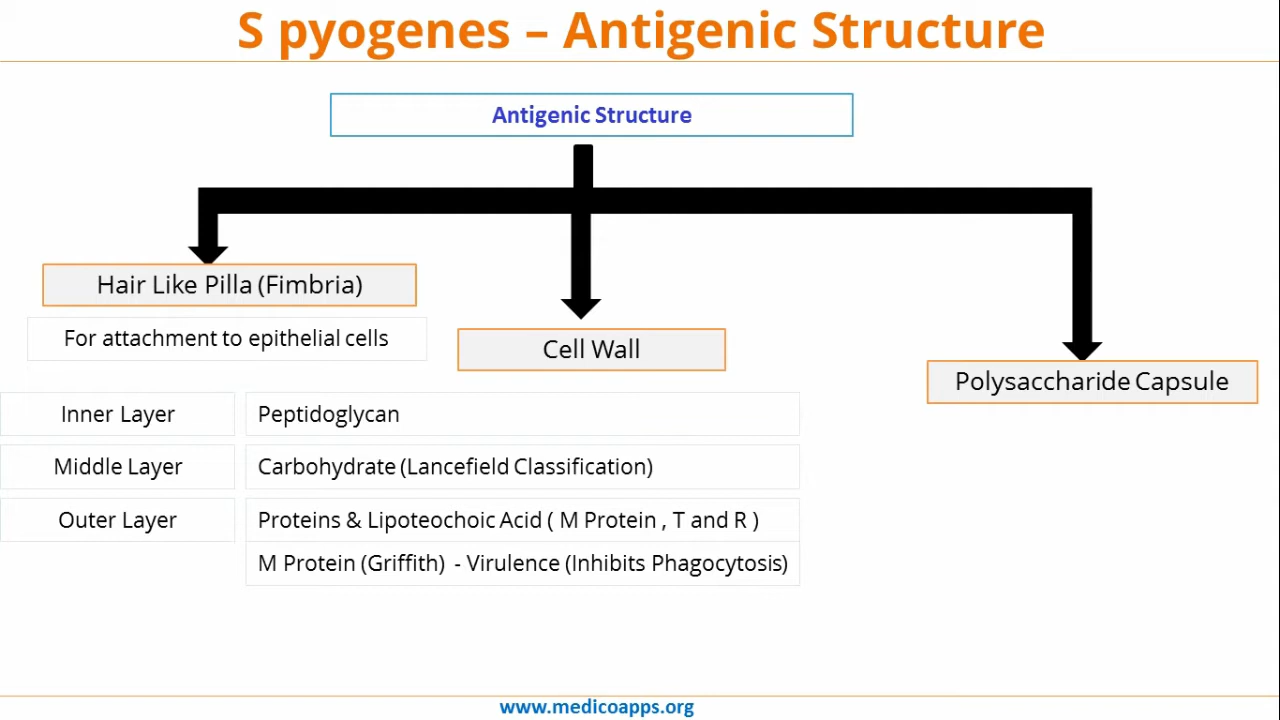 S pyogenes – Antigenic Structure
Antigenic Structure
Hair Like Pilla (Fimbria)
For attachment to epithelial cells
Cell Wall
Polysaccharide Capsule
Inner Layer
Peptidoglycan
Middle Layer
Carbohydrate (Lancefield Classification)
Outer Layer
Proteins & Lipoteochoic Acid ( M Protein , T and R )
M Protein (Griffith) - Virulence (Inhibits Phagocytosis)
www.medicoapps.org